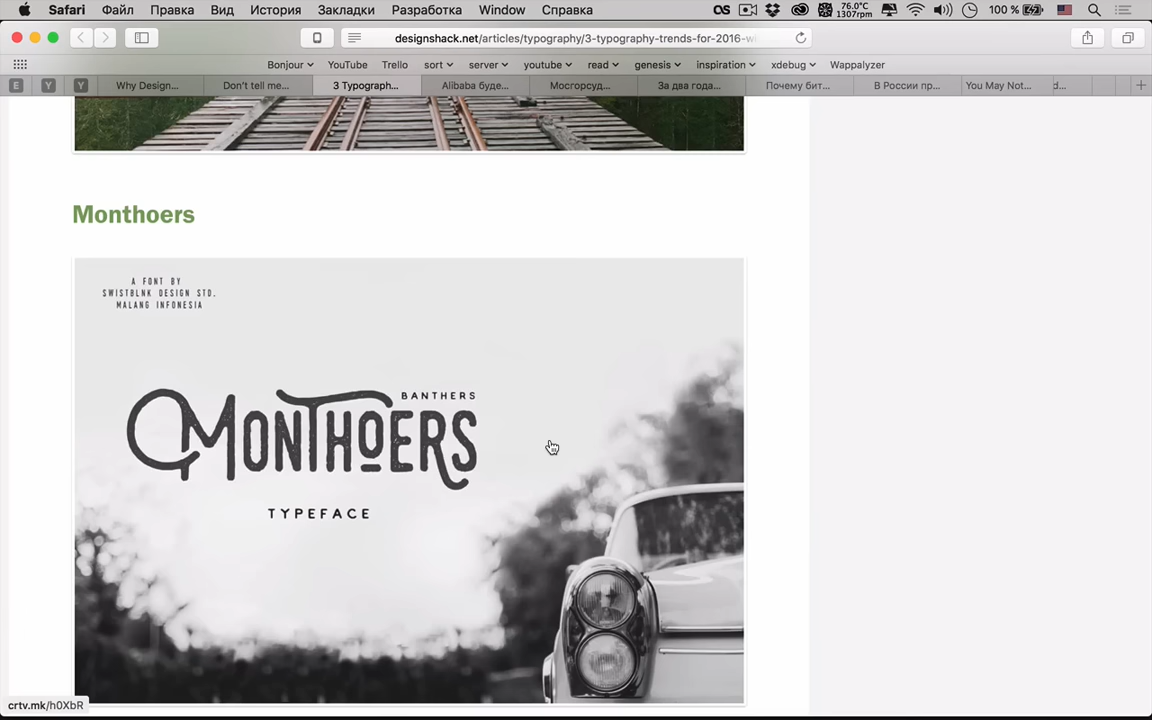 Safari Файл Правка Вид История Закладки Разработка Window Справка 76.0°C 1307rpm 100 %
designshack.net/articles/typography/3-typography-trends-for-2016-w
Bonjour YouTube Trello sort server youtube read genesis inspiration xdebug Wappalyzer
E Y Y Why Design... Don't tell me... 3 Typograph... Alibaba буде... Мосгорсуд... За два года... Почему бит... В России пр... You May Not... d...
Monthoers
A FONT BY
SWISTBLNK DESIGN STD.
MALANG INFONESIA
BANTHERS
MONTHOERS
TYPEFACE
crtv.mk/h0XbR